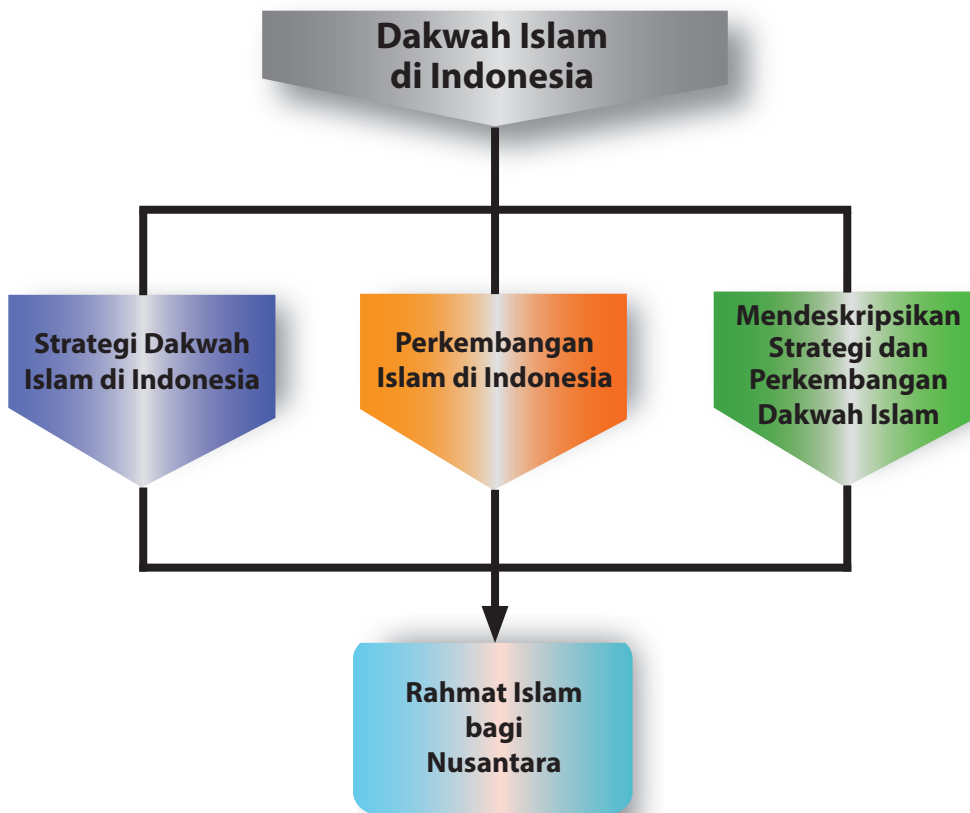 Dakwah Islam
di Indonesia
Strategi Dakwah
Islam di Indonesia
Perkembangan
Islam di Indonesia
Mendeskripsikan
Strategi dan
Perkembangan
Dakwah Islam
Rahmat Islam
bagi
Nusantara